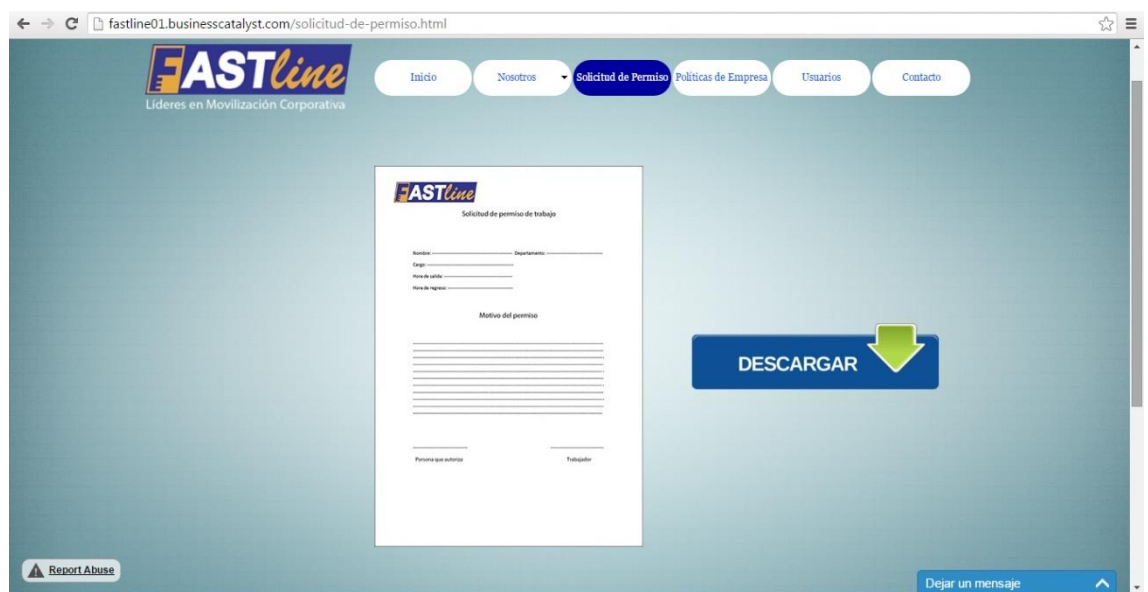 fastline01.businesscatalyst.com/solicitud-de-permiso.html
FASTline
Líderes en Movilización Corporativa
Inicio Nosotros Solicitud de Permiso Políticas de Empresa Usuarios Contacto
FASTline
Solicitud de permiso de trabajo
Nombre: Departamento:
Cargo:
Hora de salida:
Hora de regreso:
Motivo del permiso
DESCARGAR
Persona que autoriza Trabajador
Report Abuse
Dejar un mensaje